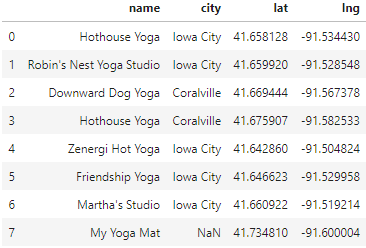 name city lat lng
0 Hothouse Yoga Iowa City 41.658128 -91.534430
1 Robin's Nest Yoga Studio Iowa City 41.659920 -91.528548
2 Downward Dog Yoga Coralville 41.669444 -91.567378
3 Hothouse Yoga Coralville 41.675907 -91.582533
4 Zenergi Hot Yoga Iowa City 41.642860 -91.504824
5 Friendship Yoga Iowa City 41.646623 -91.529958
6 Martha's Studio Iowa City 41.660922 -91.519214
7 My Yoga Mat NaN 41.734810 -91.600004